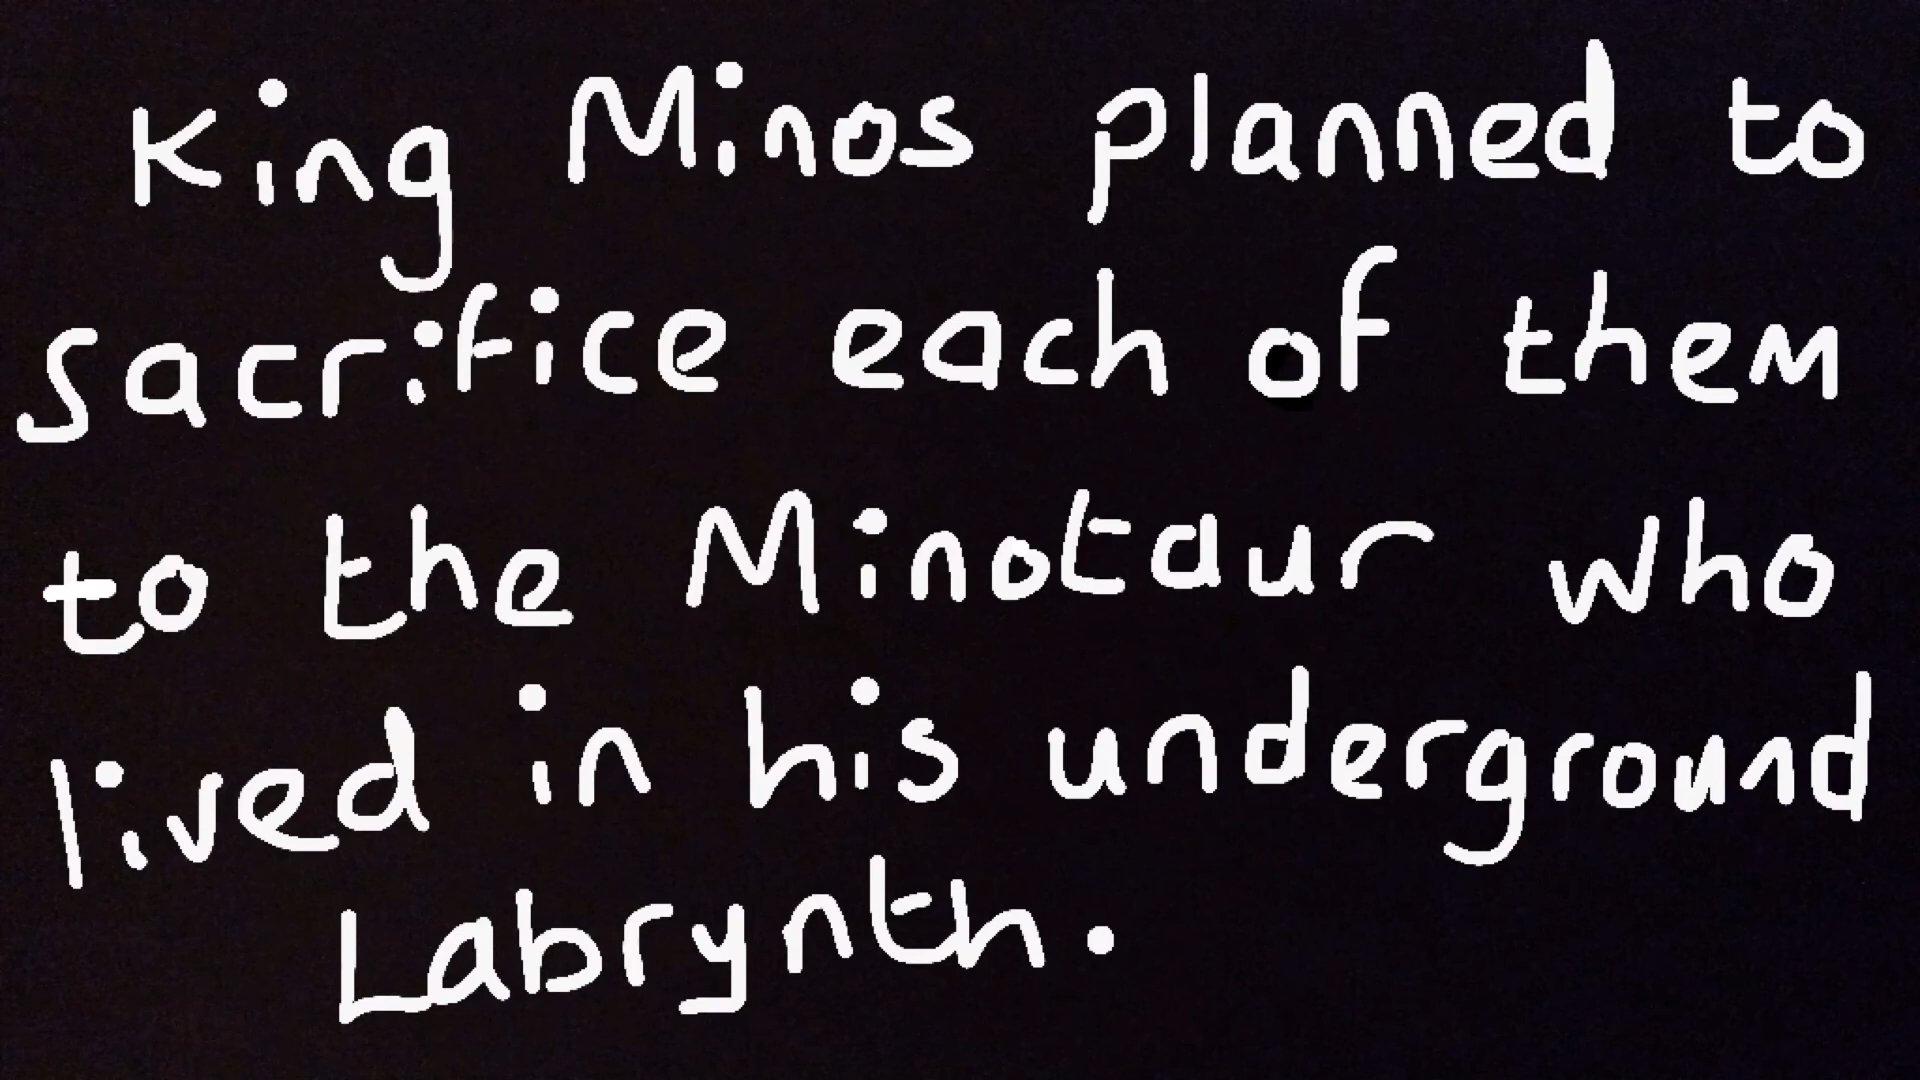 King Minos planned to
sacrifice each of them
to the Minotaur who
lived in his underground
Labrynth.